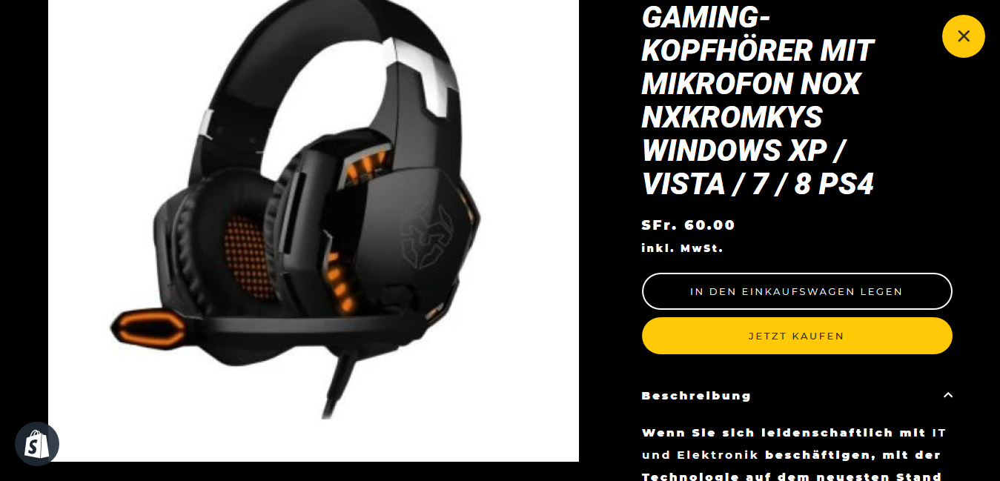 GAMING-
KOPFHÖRER MIT
MIKROFON NOX
NXKROMKYS
WINDOWS XP /
VISTA / 7 / 8 PS4
SFr. 60.00
inkl. MwSt.
IN DEN EINKAUFSWAGEN LEGEN
JETZT KAUFEN
Beschreibung
Wenn Sie sich leidenschaftlich mit IT
und Elektronik beschäftigen, mit der
Technologie auf dem neuesten Stand